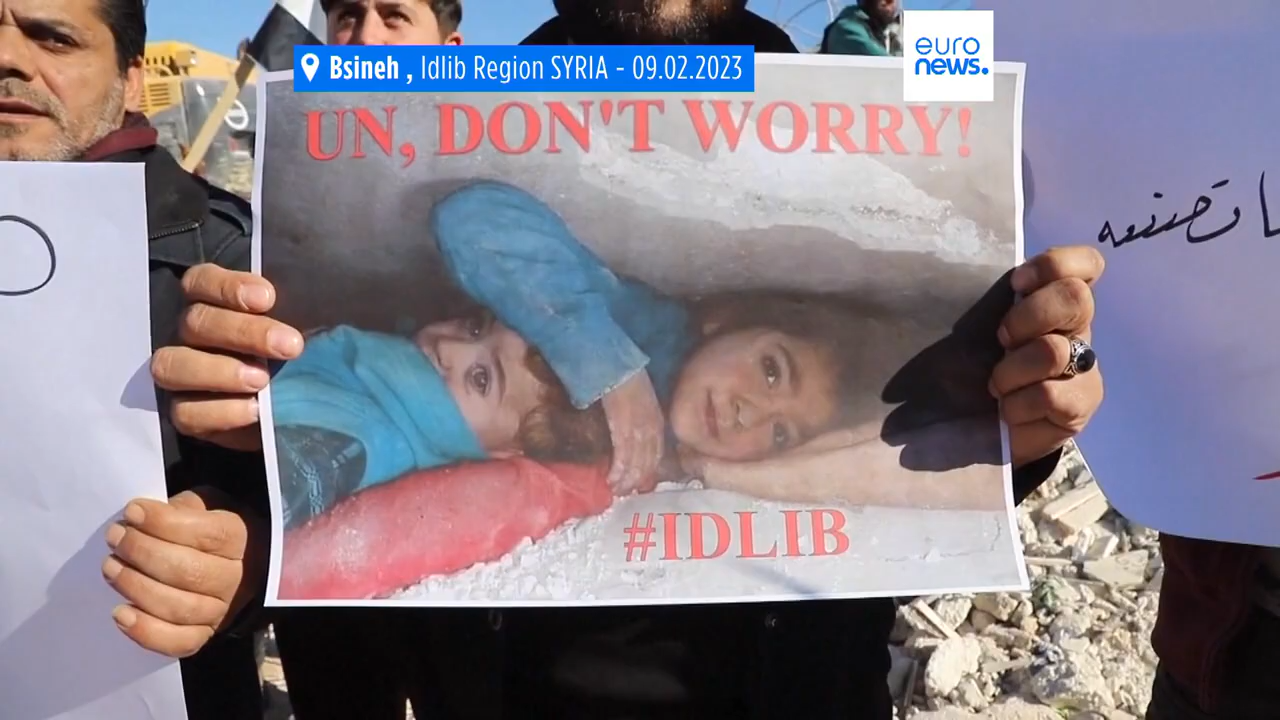 Bsineh , Idlib Region SYRIA - 09.02.2023
euro
news.
UN, DON'T WORRY!
#IDLIB